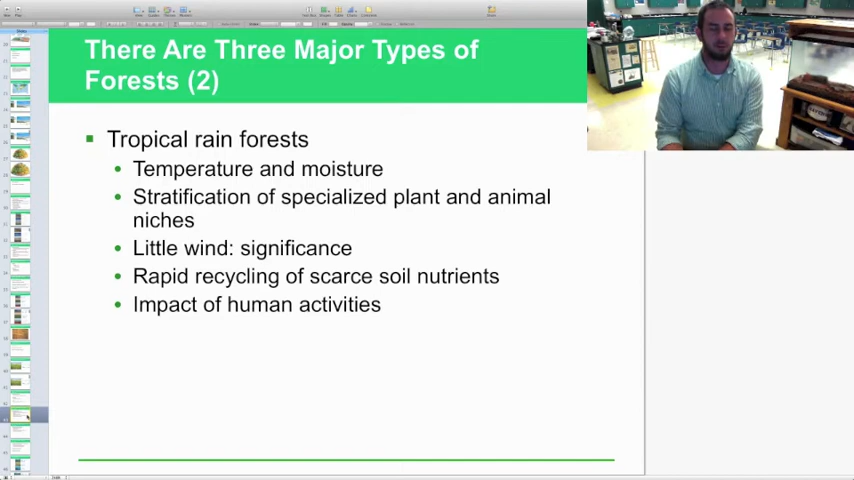 There Are Three Major Types of
Forests (2)
Tropical rain forests
Temperature and moisture
Stratification of specialized plant and animal
niches
Little wind: significance
Rapid recycling of scarce soil nutrients
Impact of human activities